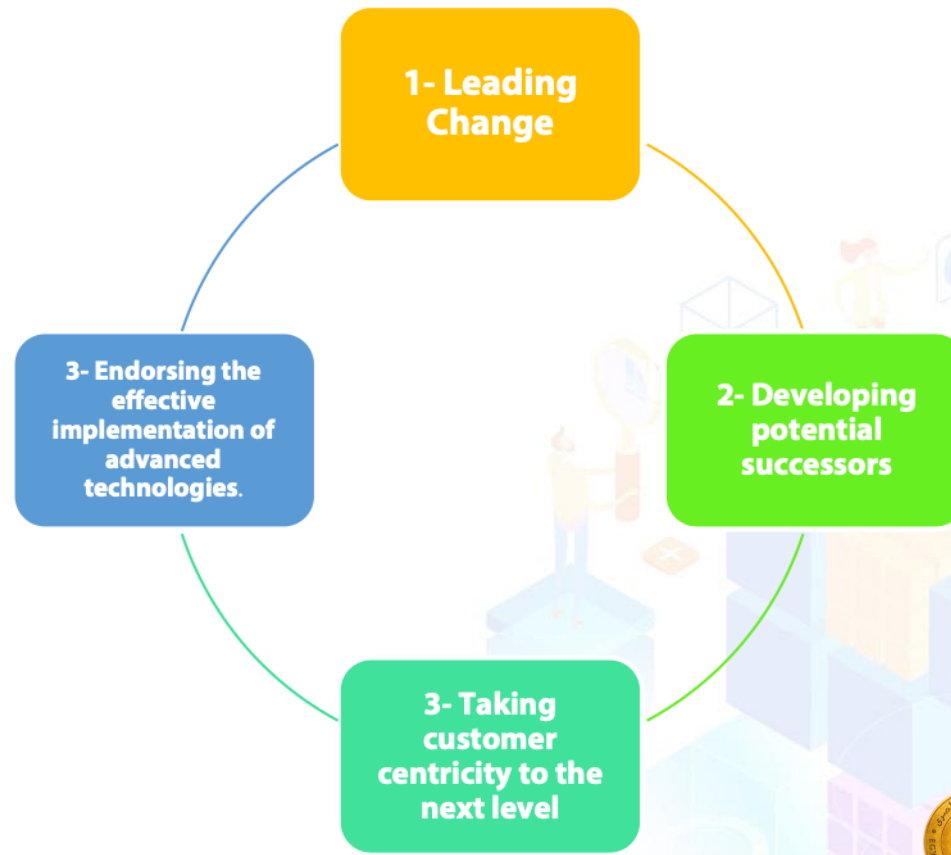 1- Leading
Change
2- Developing
potential
successors
3- Taking
customer
centricity to the
next level
3- Endorsing the
effective
implementation of
advanced
technologies.